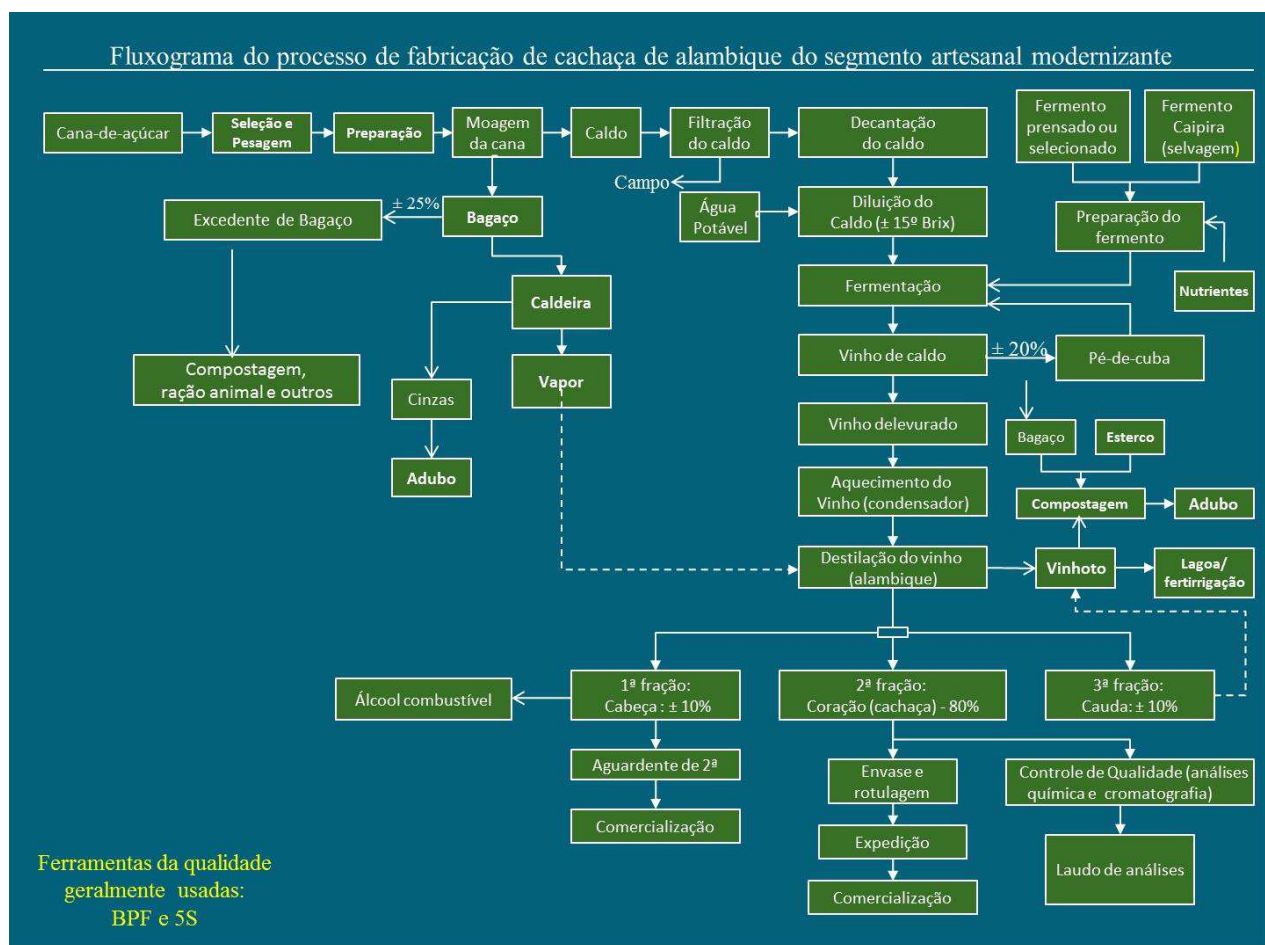 Fluxograma do processo de fabricação de cachaça de alambique do segmento artesanal modernizante
Cana-de-açúcar
Seleção e
Pesagem
Preparação
Moagem
da cana
Caldo
Filtração
do caldo
Decantação
do caldo
Fermento
prensado ou
selecionado
Fermento
Caipira
(selvagem)
Campo
± 25%
Excedente de Bagaço
Bagaço
Água
Potável
Diluição do
Caldo (± 15º Brix)
Preparação do
fermento
Nutrientes
Caldeira
Fermentação
Compostagem,
ração animal e outros
Cinzas
Vapor
Vinho de caldo
± 20%
Pé-de-cuba
Adubo
Vinho delevurado
Bagaço
Esterco
Aquecimento do
Vinho (condensador)
Compostagem
Adubo
Destilação do vinho
(alambique)
Vinhoto
Lagoa/
fertirrigação
Álcool combustível
1ª fração:
Cabeça : ± 10%
2ª fração:
Coração (cachaça) - 80%
3ª fração:
Cauda: ± 10%
Aguardente de 2ª
Envase e
rotulagem
Controle de Qualidade (análises
química e cromatografia)
Comercialização
Expedição
Laudo de análises
Comercialização
Ferramentas da qualidade
geralmente usadas:
BPF e 5S